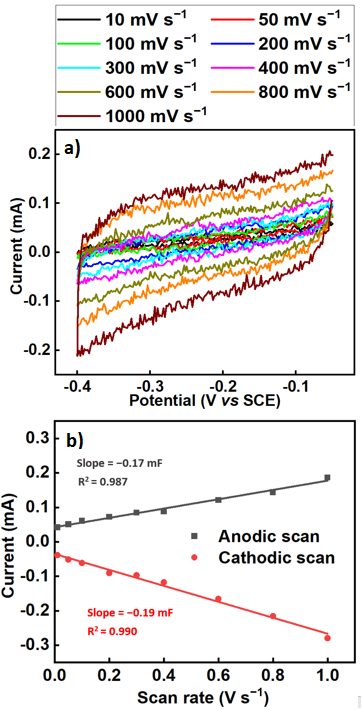 10 mV s⁻¹ 50 mV s⁻¹
100 mV s⁻¹ 200 mV s⁻¹
300 mV s⁻¹ 400 mV s⁻¹
600 mV s⁻¹ 800 mV s⁻¹
1000 mV s⁻¹
a)
0.2
0.1
0.0
-0.1
-0.2
Current (mA)
-0.4 -0.3 -0.2 -0.1
Potential (V vs SCE)
b)
0.3
0.2
0.1
0.0
-0.1
-0.2
-0.3
Current (mA)
Slope = −0.17 mF
R² = 0.987
Anodic scan
Cathodic scan
Slope = −0.19 mF
R² = 0.990
0.0 0.2 0.4 0.6 0.8 1.0
Scan rate (V s⁻¹)